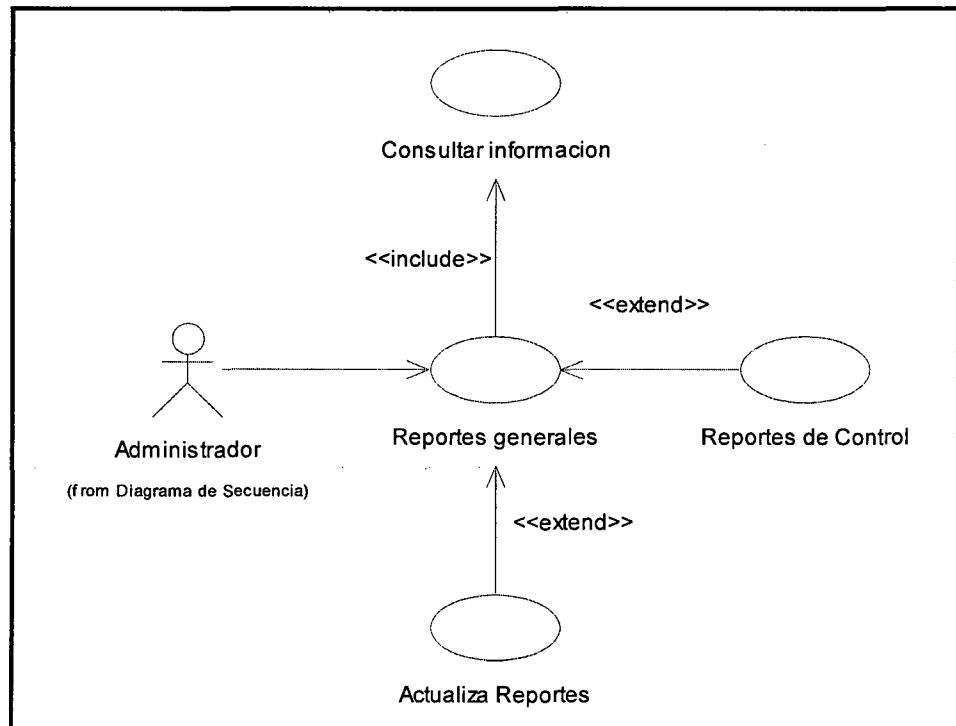 Consultar informacion
<<include>>
<<extend>>
Administrador
(from Diagrama de Secuencia)
Reportes generales
Reportes de Control
<<extend>>
Actualiza Reportes